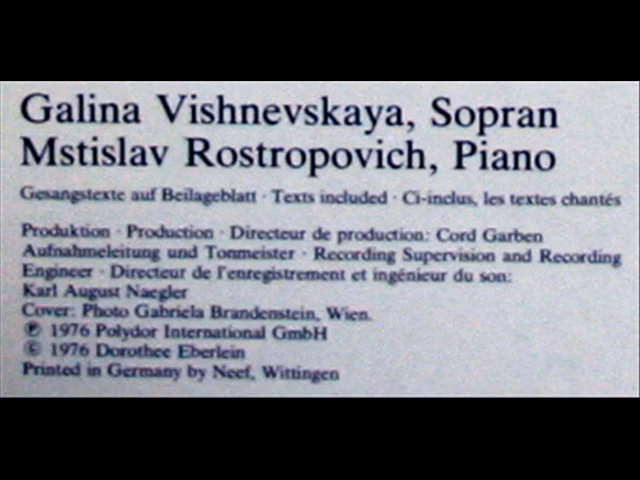 Galina Vishnevskaya, Sopran
Mstislav Rostropovich, Piano
Gesangstexte auf Beilageblatt · Texts included · Ci-inclus, les textes chantés
Produktion · Production · Directeur de production: Cord Garben
Aufnahmeleitung und Tonmeister · Recording Supervision and Recording
Engineer · Directeur de l'enregistrement et ingénieur du son:
Karl August Naegler
Cover: Photo Gabriela Brandenstein, Wien.
℗ 1976 Polydor International GmbH
© 1976 Dorothee Eberlein
Printed in Germany by Neef, Wittingen